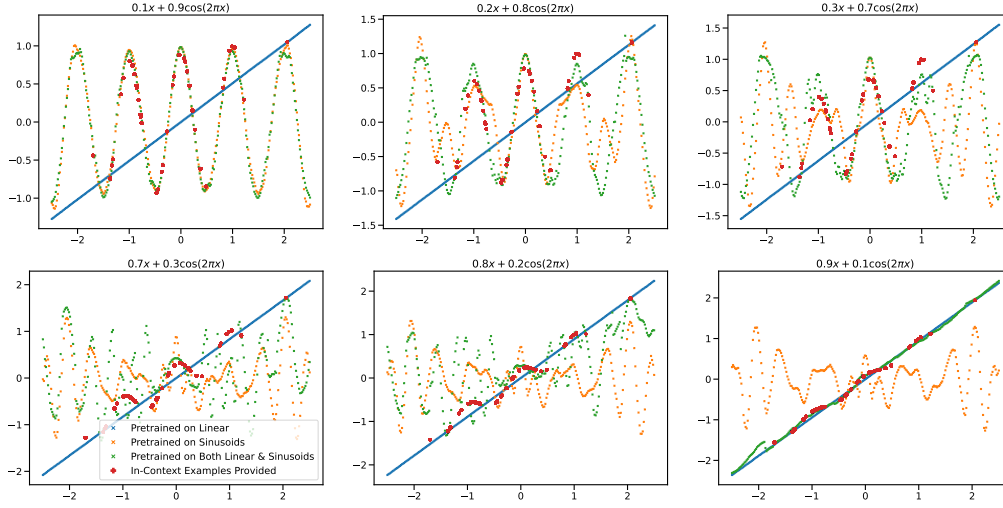 0.1x + 0.9cos(2πx)
0.2x + 0.8cos(2πx)
0.3x + 0.7cos(2πx)
1.0
0.5
0.0
−0.5
−1.0
−2 −1 0 1 2
1.5
1.0
0.5
0.0
−0.5
−1.0
−1.5
−2 −1 0 1 2
1.5
1.0
0.5
0.0
−0.5
−1.0
−1.5
−2 −1 0 1 2
0.7x + 0.3cos(2πx)
0.8x + 0.2cos(2πx)
0.9x + 0.1cos(2πx)
2
1
0
−1
−2
−2 −1 0 1 2
Pretrained on Linear
Pretrained on Sinusoids
Pretrained on Both Linear & Sinusoids
In-Context Examples Provided
2
1
0
−1
−2
−2 −1 0 1 2
2
1
0
−1
−2
−2 −1 0 1 2